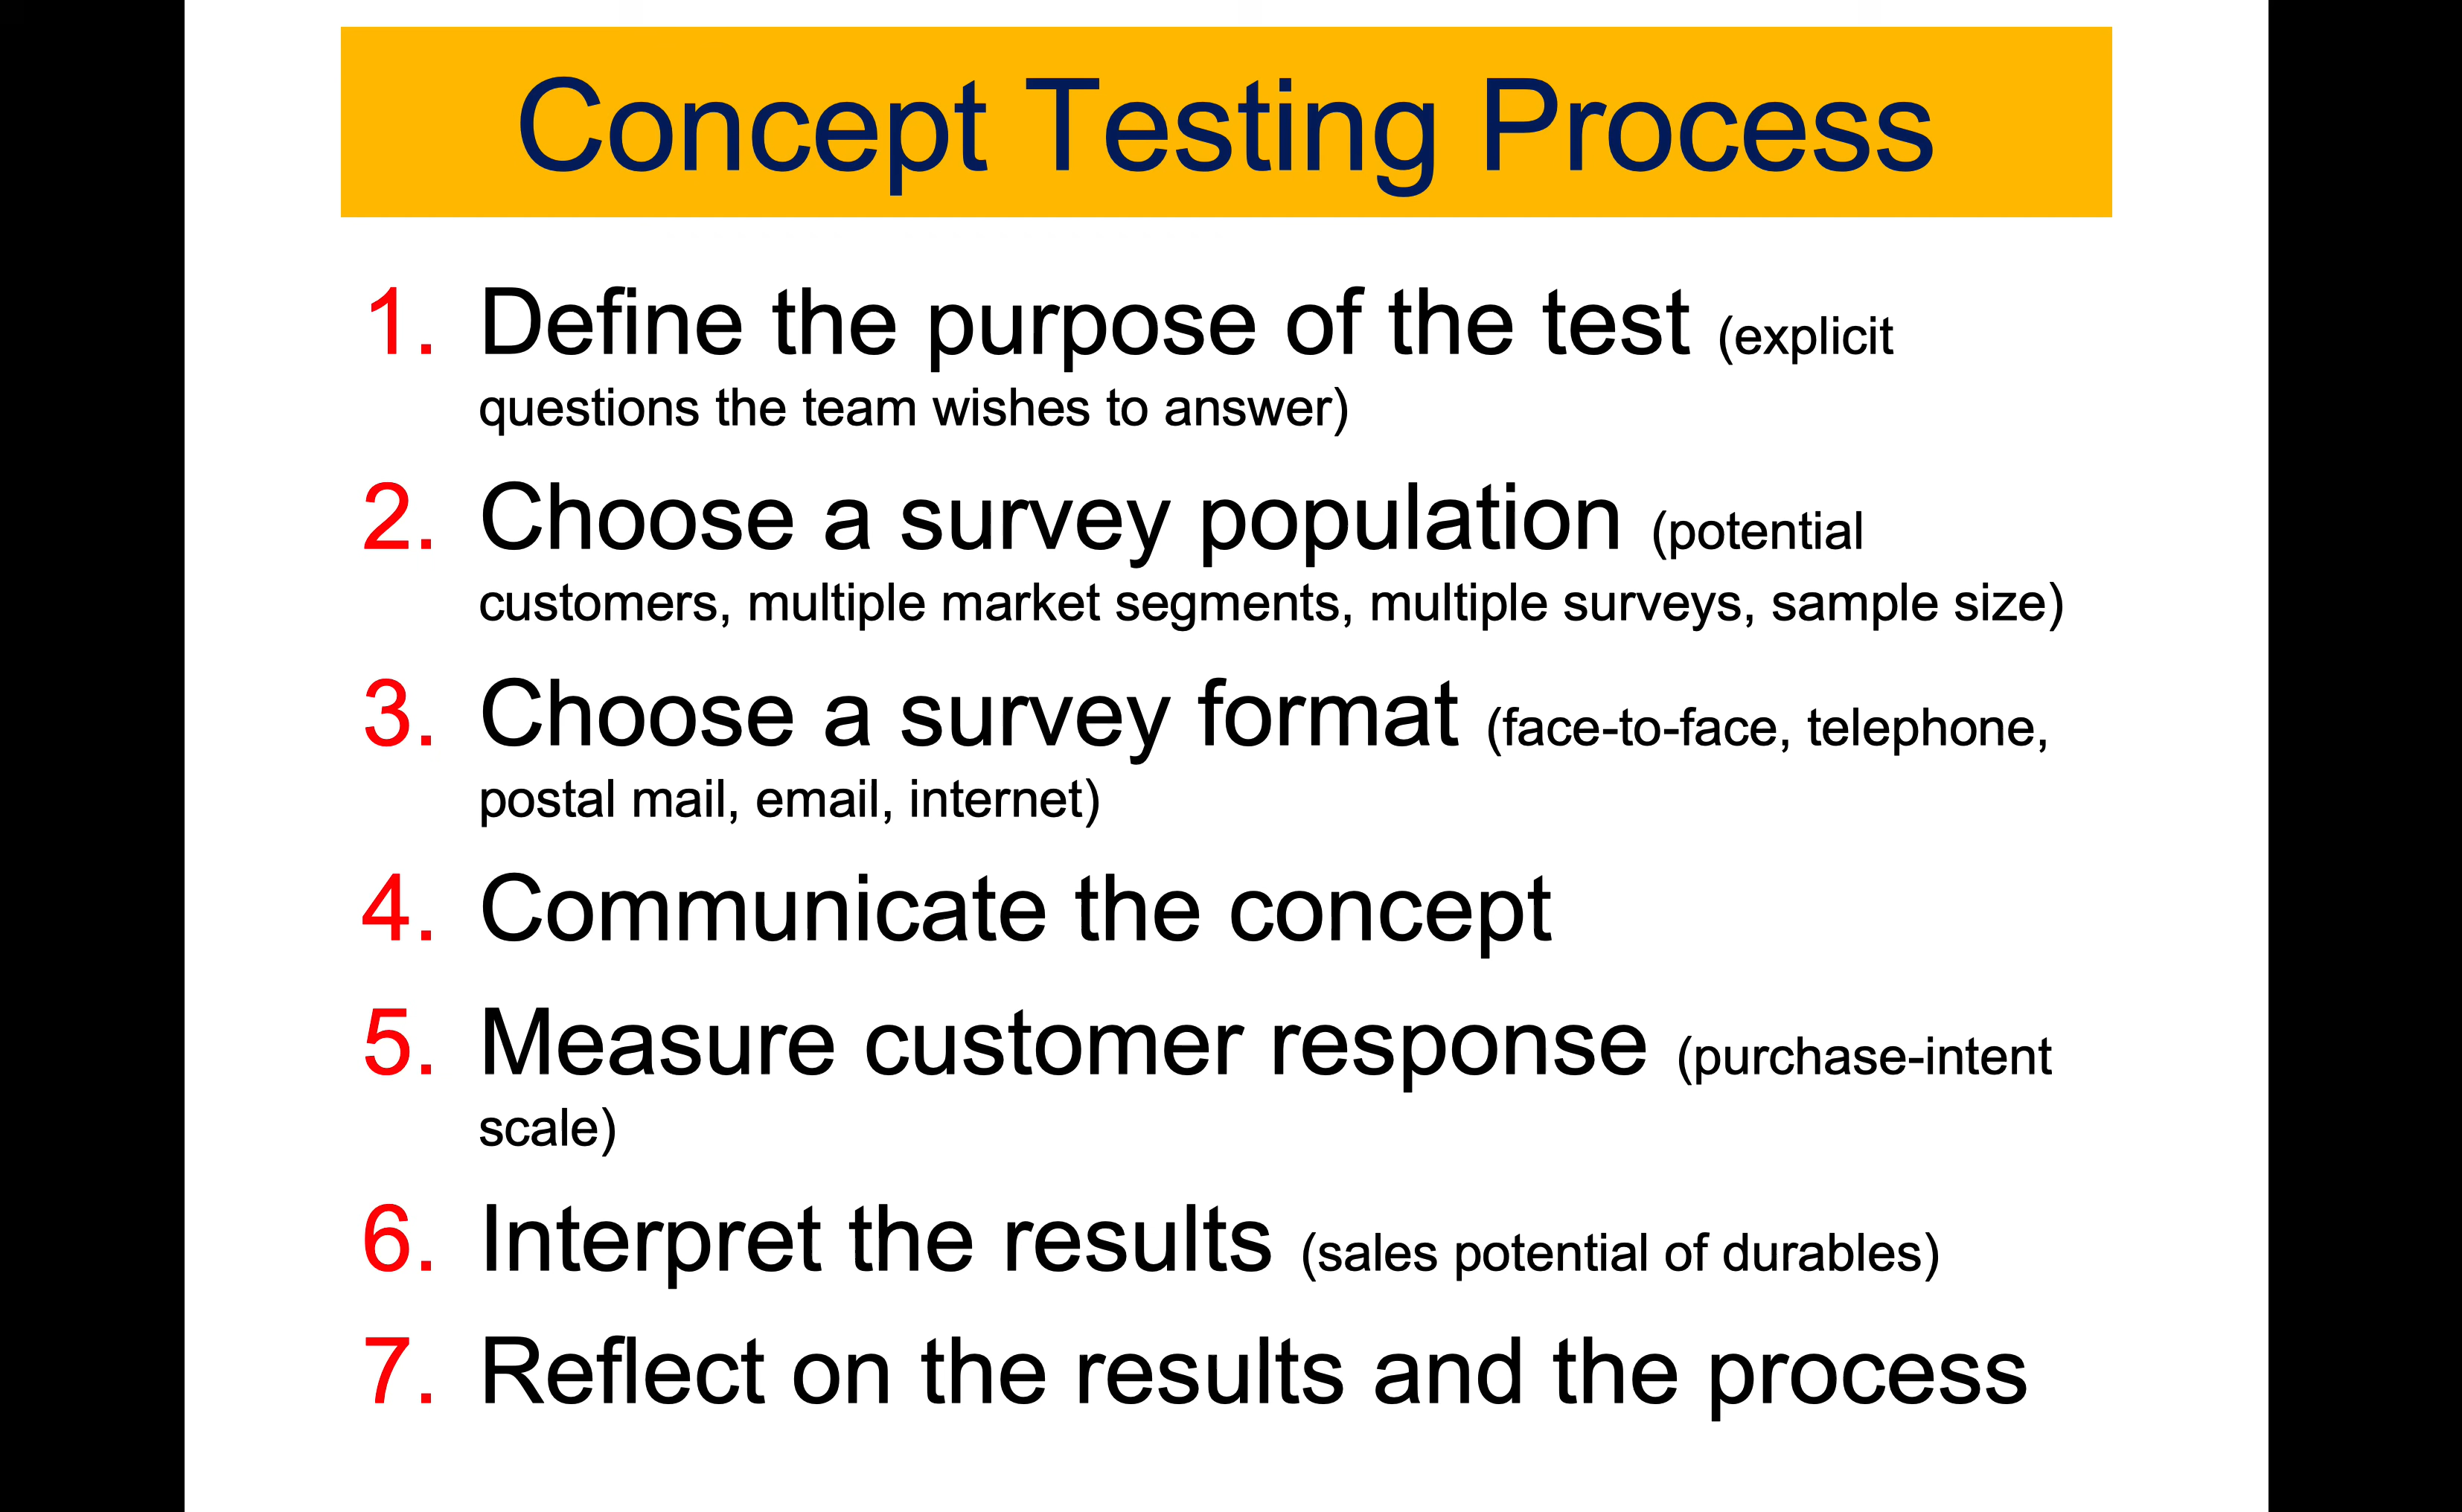 Concept Testing Process
1. Define the purpose of the test (explicit
questions the team wishes to answer)
2. Choose a survey population (potential
customers, multiple market segments, multiple surveys, sample size)
3. Choose a survey format (face-to-face, telephone,
postal mail, email, internet)
4. Communicate the concept
5. Measure customer response (purchase-intent
scale)
6. Interpret the results (sales potential of durables)
7. Reflect on the results and the process